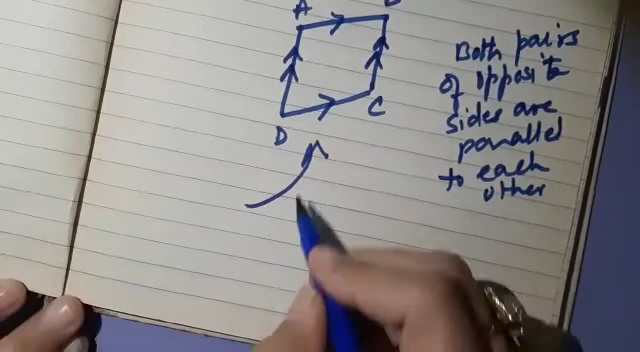 A
D
C
Both pairs
of opposite
sides are
parallel
to each
other